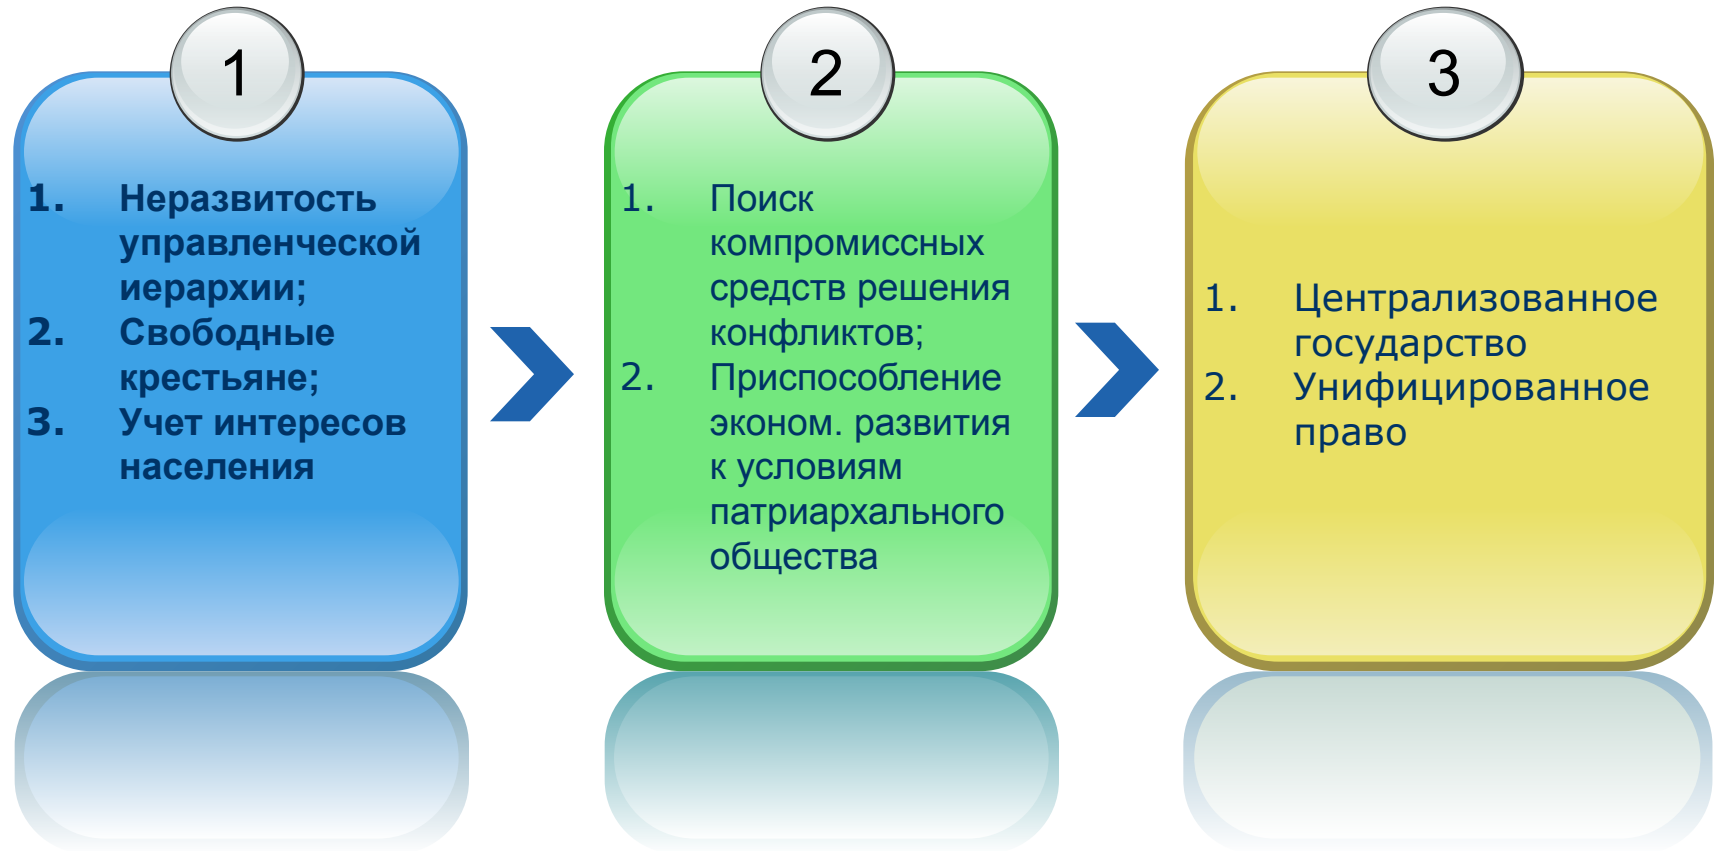 1
1. Неразвитость
управленческой
иерархии;
2. Свободные
крестьяне;
3. Учет интересов
населения
2
1. Поиск
компромиссных
средств решения
конфликтов;
2. Приспособление
эконом. развития
к условиям
патриархального
общества
3
1. Централизованное
государство
2. Унифицированное
право